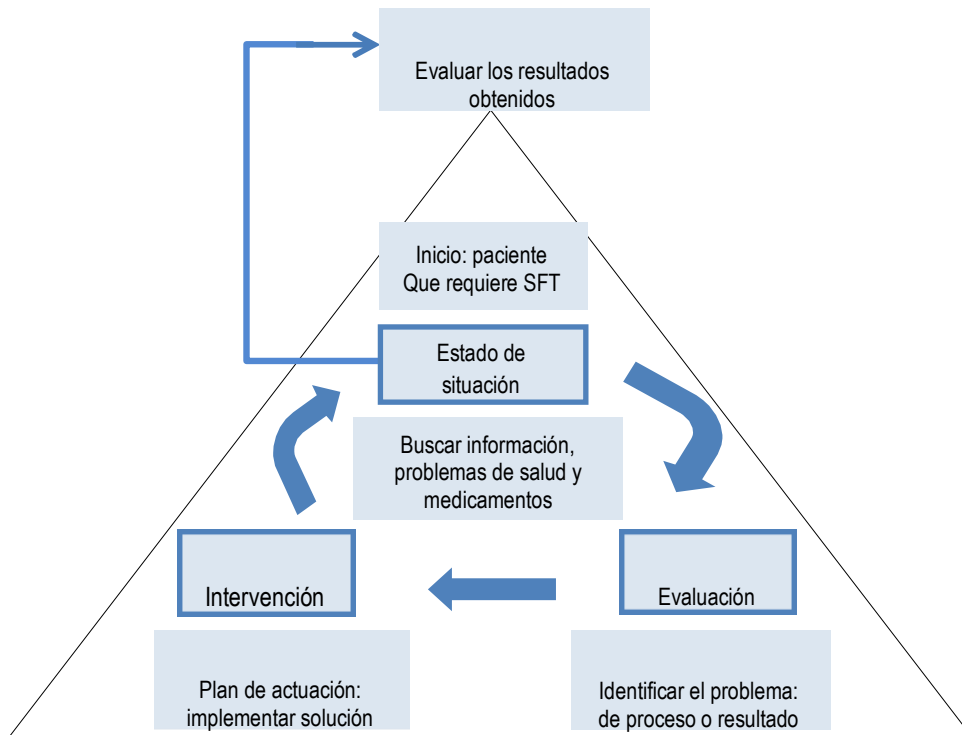 Evaluar los resultados
obtenidos
Inicio: paciente
Que requiere SFT
Estado de
situación
Buscar información,
problemas de salud y
medicamentos
Intervención
Evaluación
Plan de actuación:
implementar solución
Identificar el problema:
de proceso o resultado